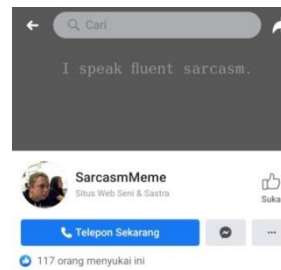 Cari
I speak fluent sarcasm.
SarcasmMeme
Situs Web Seni & Sastra
Suka
Telepon Sekarang
117 orang menyukai ini